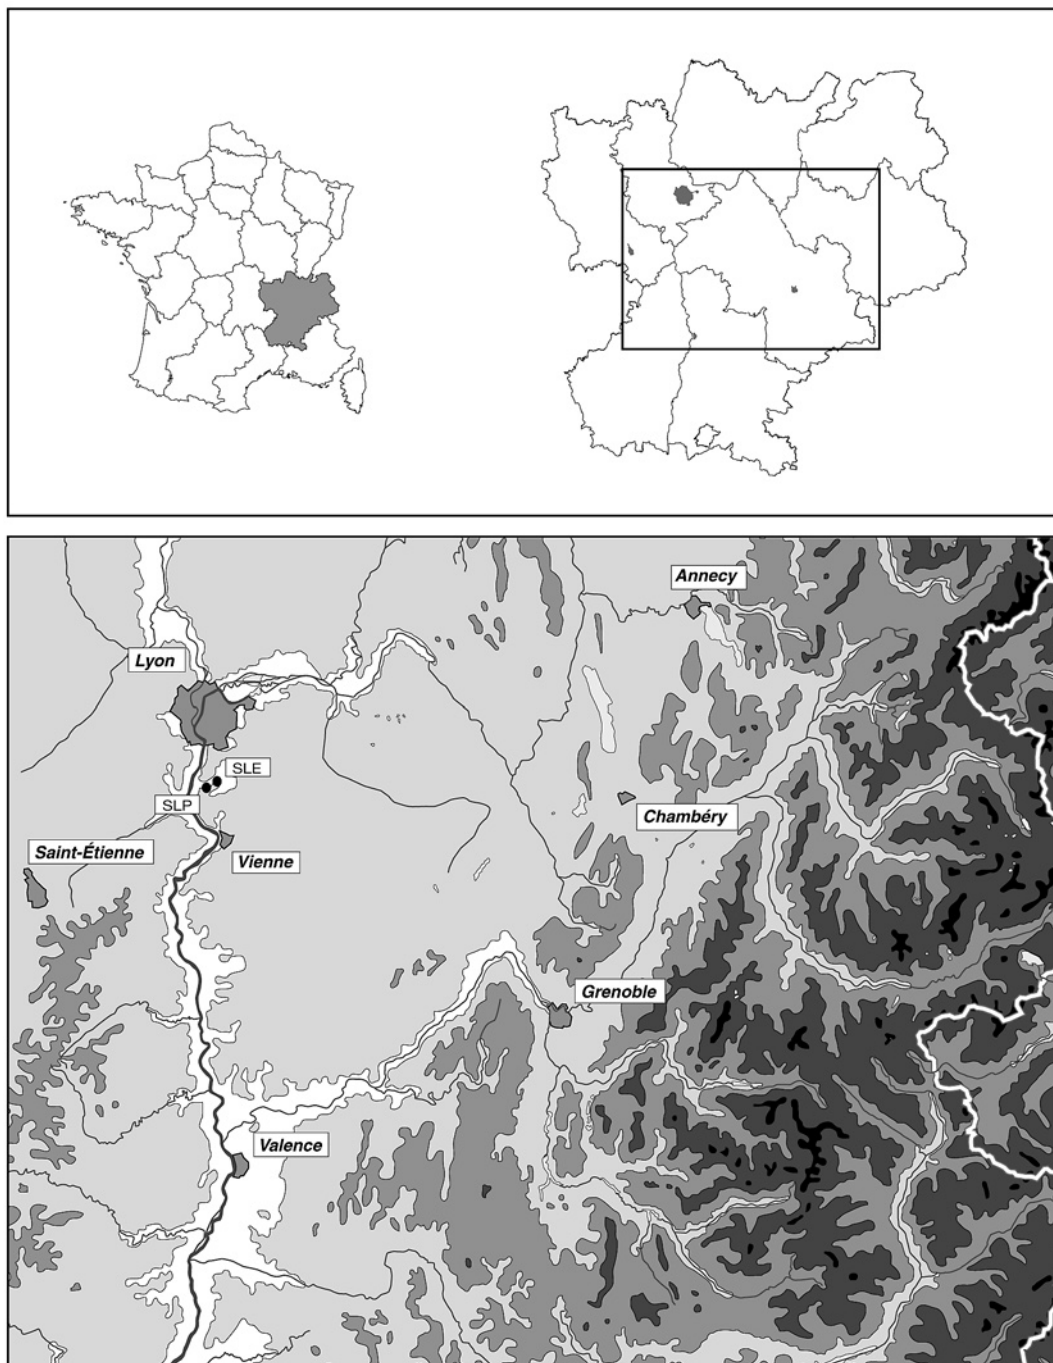 Annecy
Lyon
SLE
SLP
Chambéry
Saint-Étienne
Vienne
Grenoble
Valence